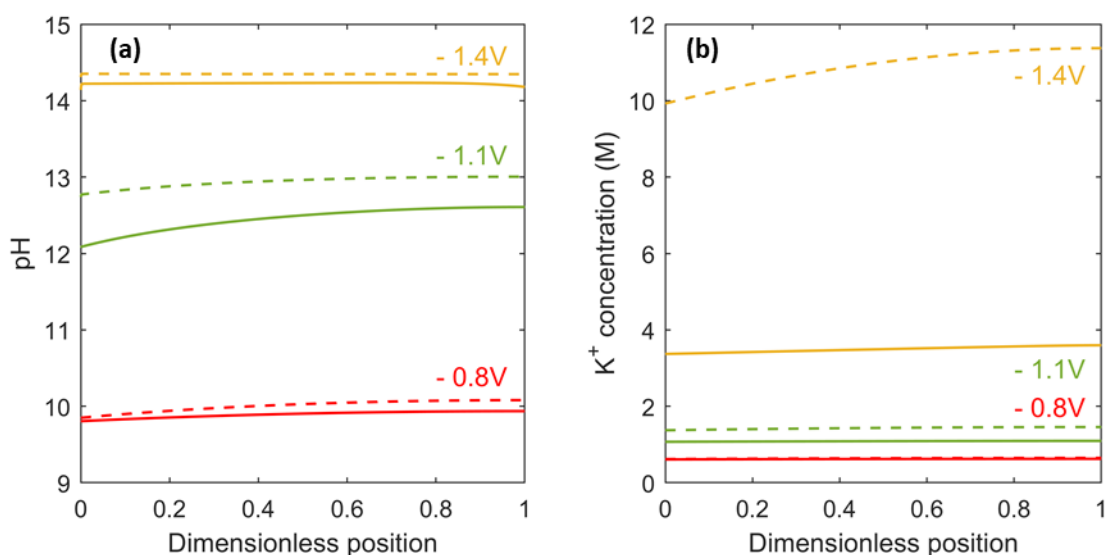 (a)
15
14
13
12
11
10
9
pH
- 1.4V
- 1.1V
- 0.8V
0
0.2
0.4
0.6
0.8
1
Dimensionless position
(b)
12
10
8
6
4
2
0
K⁺ concentration (M)
- 1.4V
- 1.1V
- 0.8V
0
0.2
0.4
0.6
0.8
1
Dimensionless position